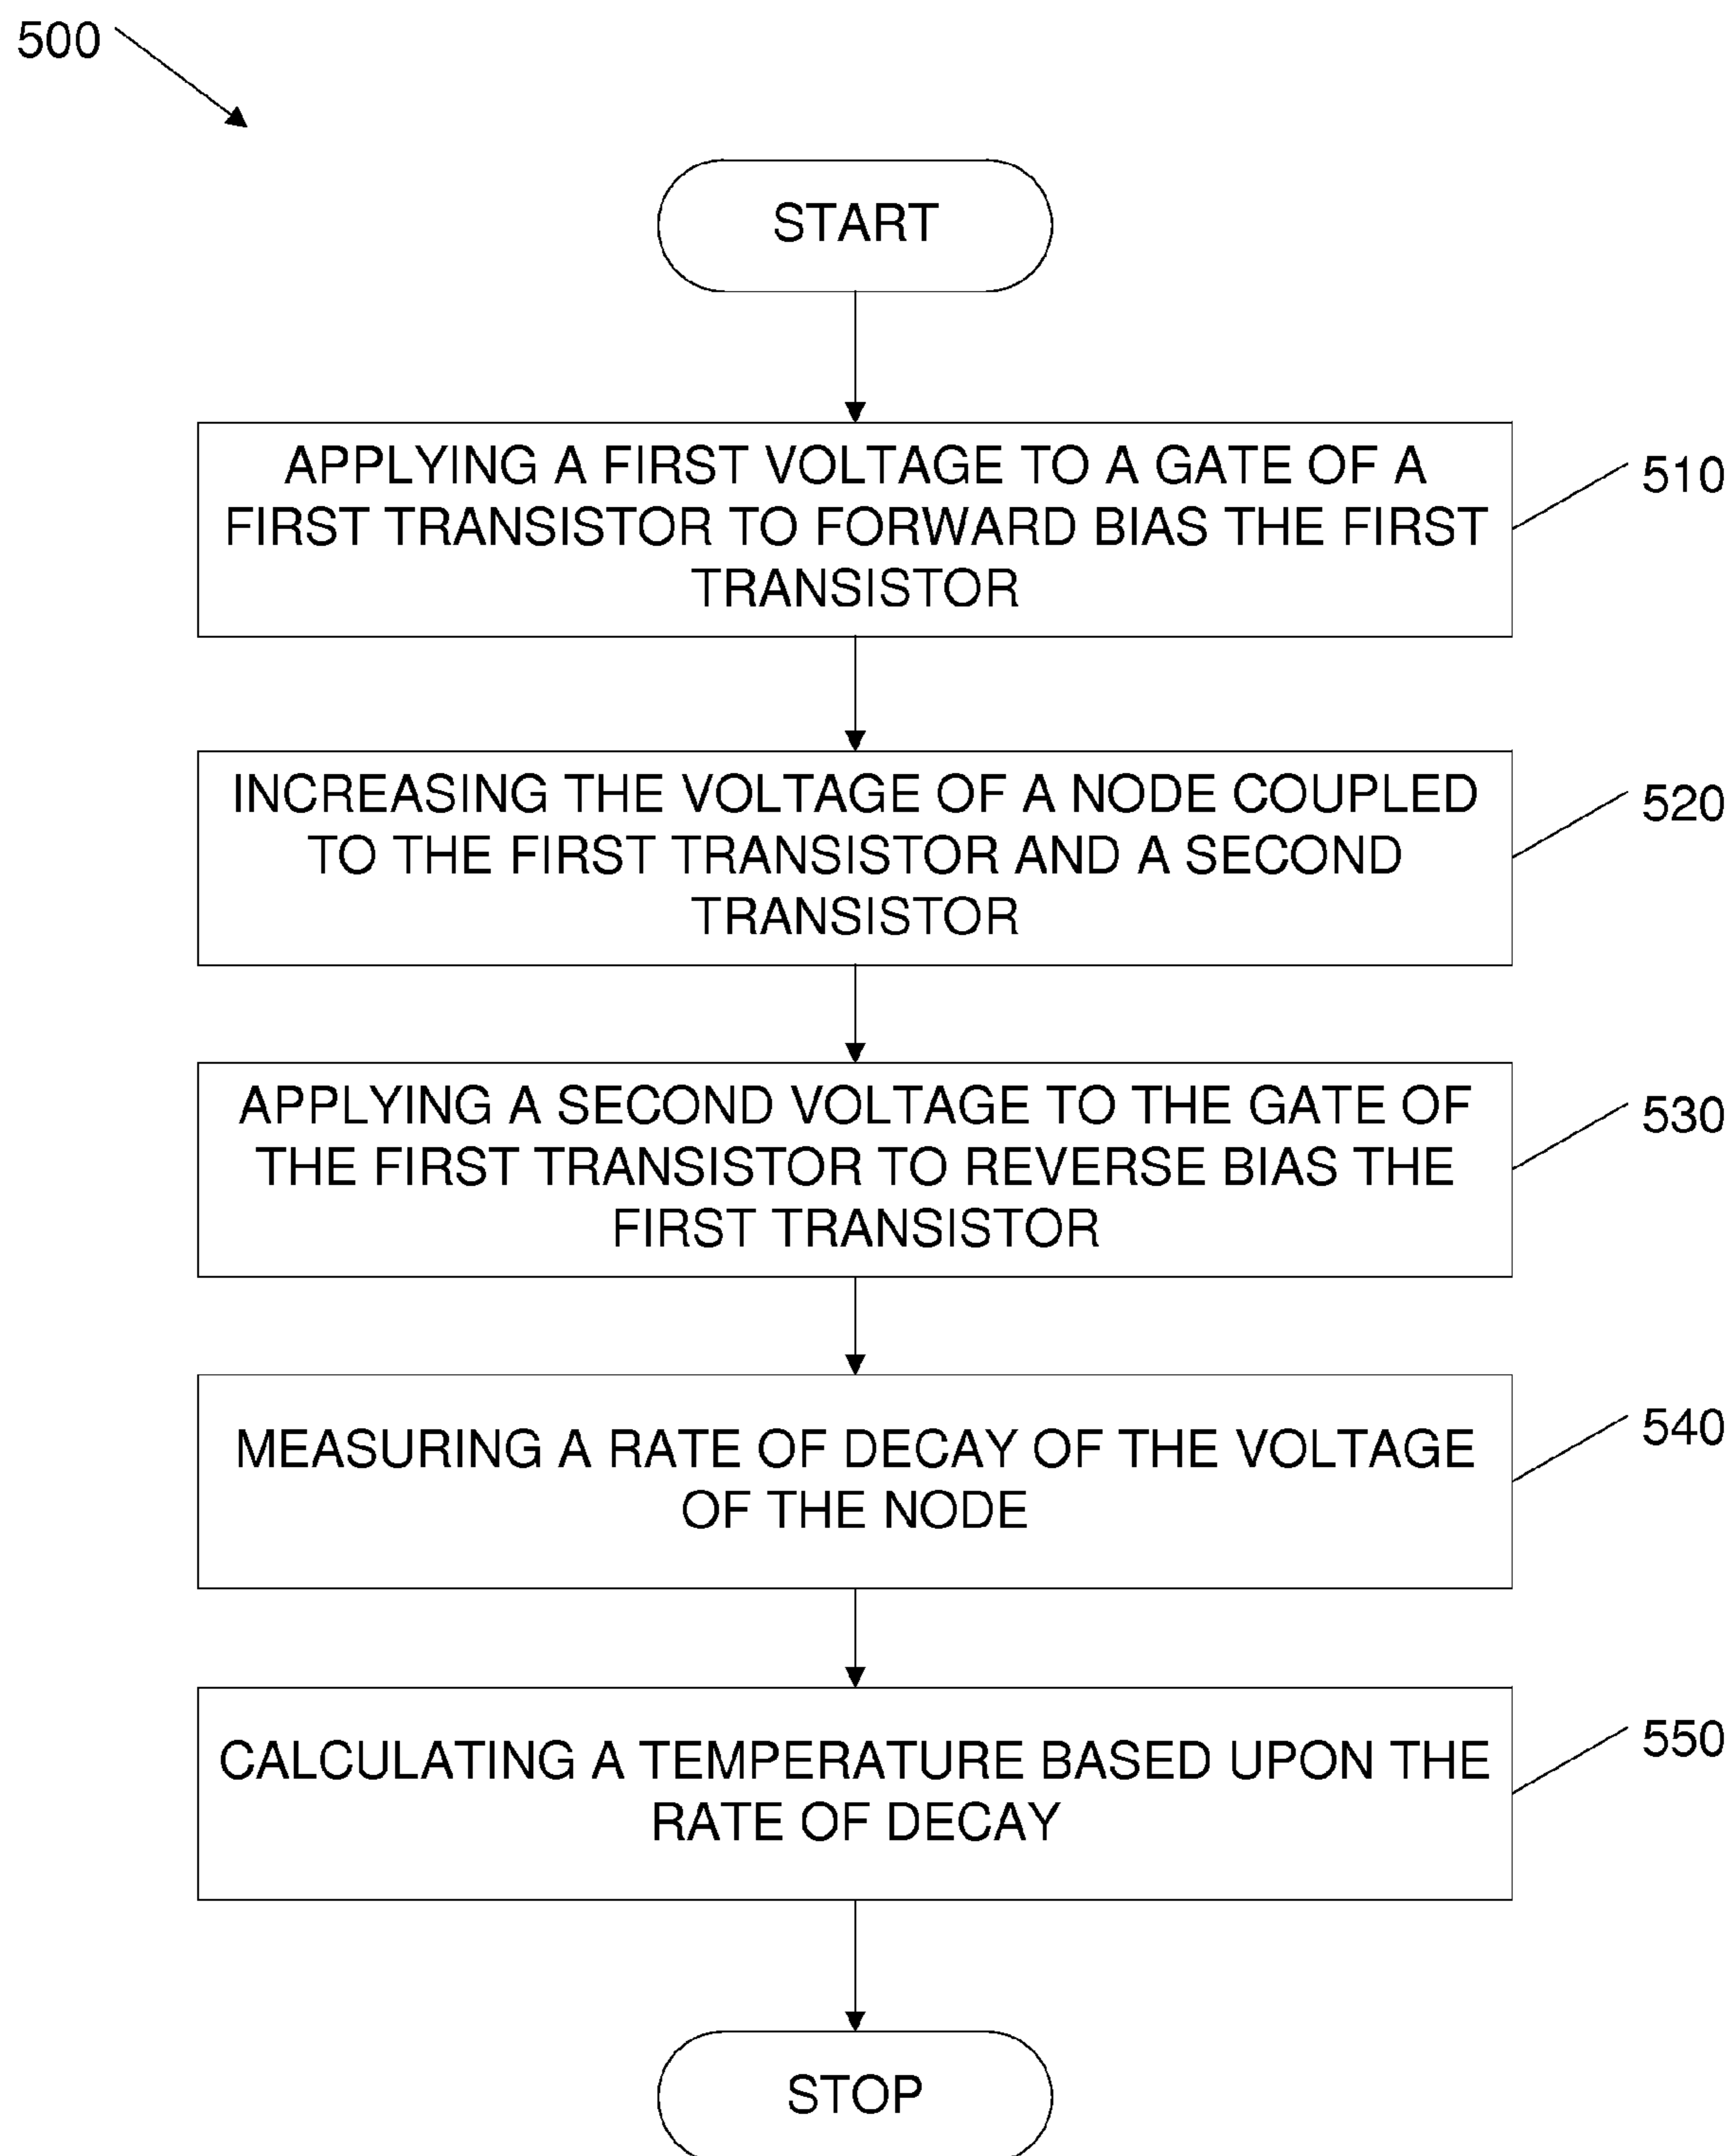 500
START
APPLYING A FIRST VOLTAGE TO A GATE OF A
FIRST TRANSISTOR TO FORWARD BIAS THE FIRST
TRANSISTOR
510
INCREASING THE VOLTAGE OF A NODE COUPLED
TO THE FIRST TRANSISTOR AND A SECOND
TRANSISTOR
520
APPLYING A SECOND VOLTAGE TO THE GATE OF
THE FIRST TRANSISTOR TO REVERSE BIAS THE
FIRST TRANSISTOR
530
MEASURING A RATE OF DECAY OF THE VOLTAGE
OF THE NODE
540
CALCULATING A TEMPERATURE BASED UPON THE
RATE OF DECAY
550
STOP